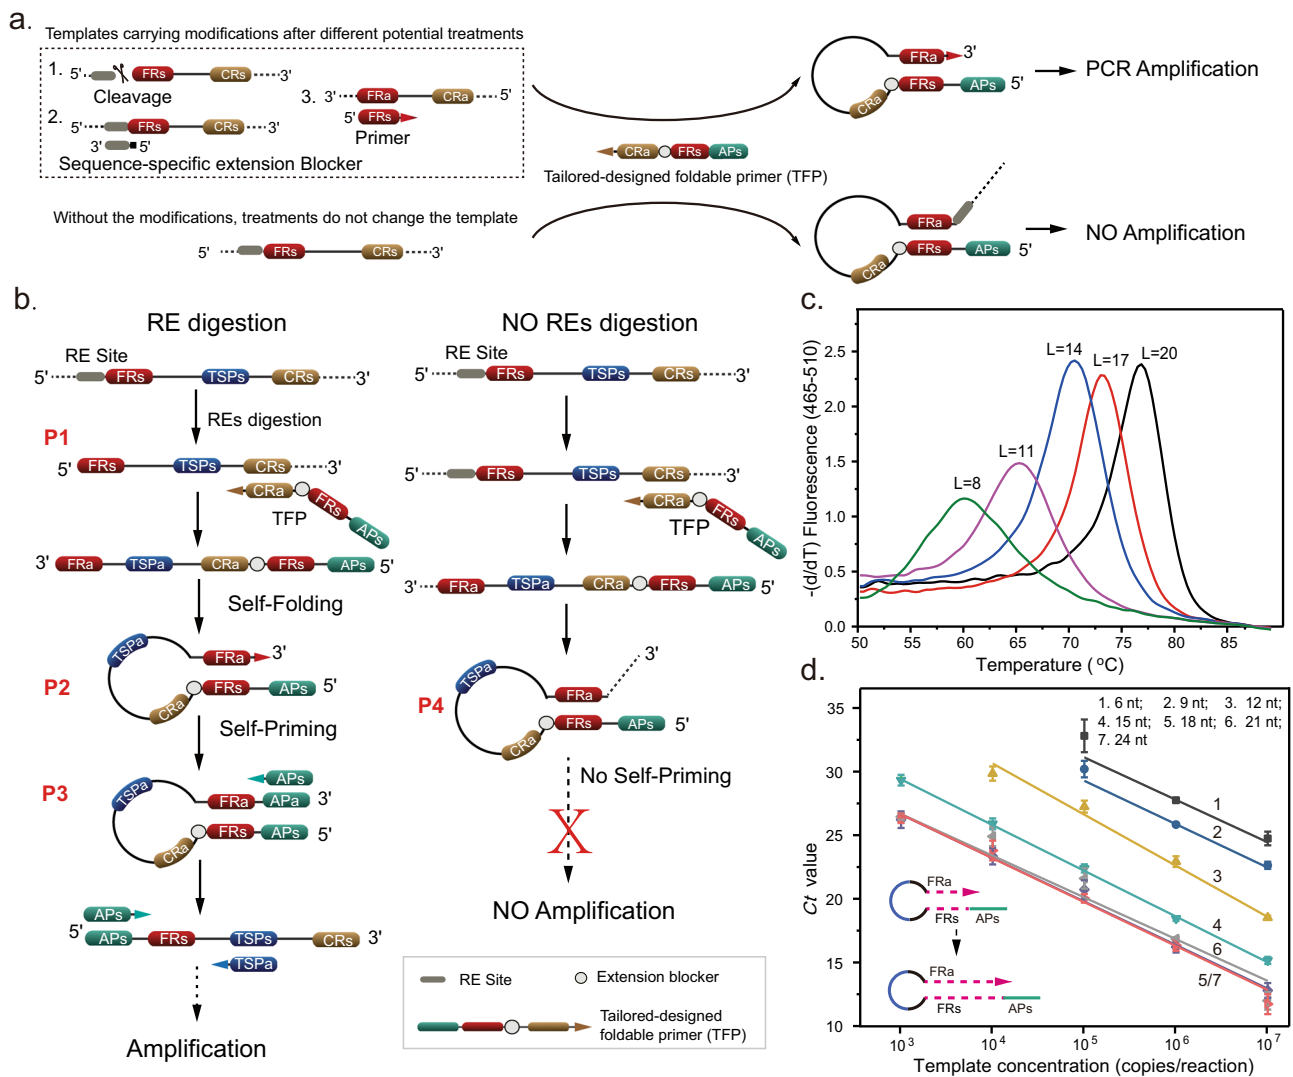 a.
Templates carrying modifications after different potential treatments
1. 5' FRs CRs 3'
Cleavage
2. 5' FRs CRs 3'
3' 5'
Sequence-specific extension Blocker
3. 3' FRa CRa 5'
5' FRs
Primer
CRa FRs APs
Tailored-designed foldable primer (TFP)
FRa 3'
CRa FRs APs 5'
PCR Amplification
Without the modifications, treatments do not change the template
5' FRs CRs 3'
FRa
CRa FRs APs 5'
NO Amplification
b.
RE digestion
RE Site
5' FRs TSPs CRs 3'
REs digestion
P1
5' FRs TSPs CRs 3'
CRa FRs APs
TFP
3' FRa TSPa CRa FRs APs 5'
Self-Folding
P2
TSPa FRa 3'
CRa FRs APs 5'
Self-Priming
P3
APs
TSPa FRa APa 3'
CRa FRs APs 5'
APs
5' APs FRs TSPs CRs 3'
TSPa
Amplification
NO REs digestion
RE Site
5' FRs TSPs CRs 3'
5' FRs TSPs CRs 3'
CRa FRs APs
TFP
3' FRa TSPa CRa FRs APs 5'
P4
3'
TSPa FRa
CRa FRs APs 5'
No Self-Priming
X
NO Amplification
RE Site
Extension blocker
Tailored-designed
foldable primer (TFP)
c.
-(d/dT) Fluorescence (465-510)
2.5
2.0
1.5
1.0
0.5
0.0
L=8
L=11
L=14
L=17
L=20
50 55 60 65 70 75 80 85
Temperature (°C)
d.
Ct value
35
30
25
20
15
10
1. 6 nt; 2. 9 nt; 3. 12 nt;
4. 15 nt; 5. 18 nt; 6. 21 nt;
7. 24 nt
1
2
3
4
6
5/7
FRa
FRs APs
FRa
FRs APs
10³ 10⁴ 10⁵ 10⁶ 10⁷
Template concentration (copies/reaction)